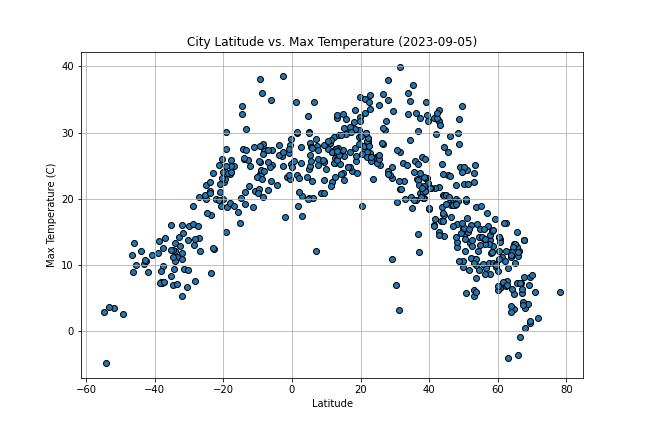 City Latitude vs. Max Temperature (2023-09-05)
40
30
20
10
0
Max Temperature (C)
−60 −40 −20 0 20 40 60 80
Latitude